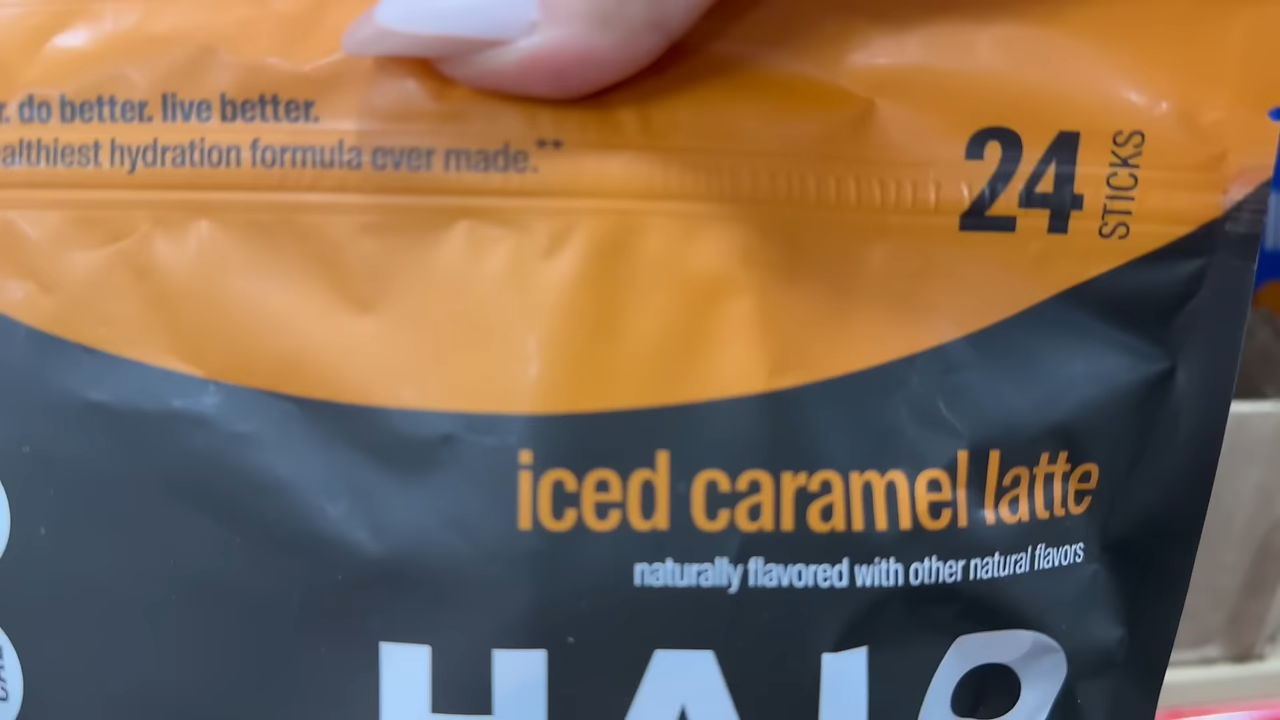 do better. live better.
hydration formula ever made.**
24
STICKS
iced caramel latte
naturally flavored with other natural flavors
HALO